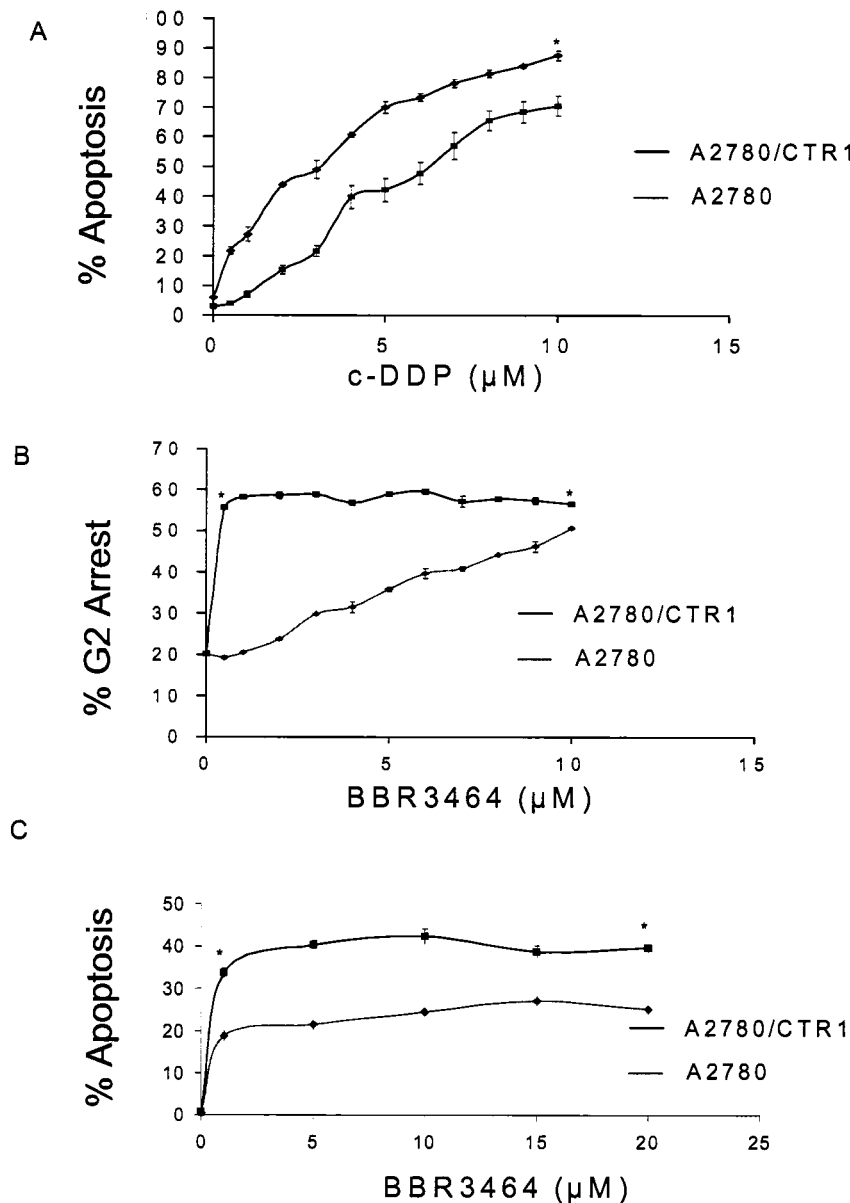 A
% Apoptosis
00
90
80
70
60
50
40
30
20
10
0
*
0 5 10 15
c-DDP (μM)
A2780/CTR1
A2780
B
% G2 Arrest
70
60
50
40
30
20
10
0
* *
0 5 10 15
BBR3464 (μM)
A2780/CTR1
A2780
C
% Apoptosis
50
40
30
20
10
0
* *
0 5 10 15 20 25
BBR3464 (μM)
A2780/CTR1
A2780